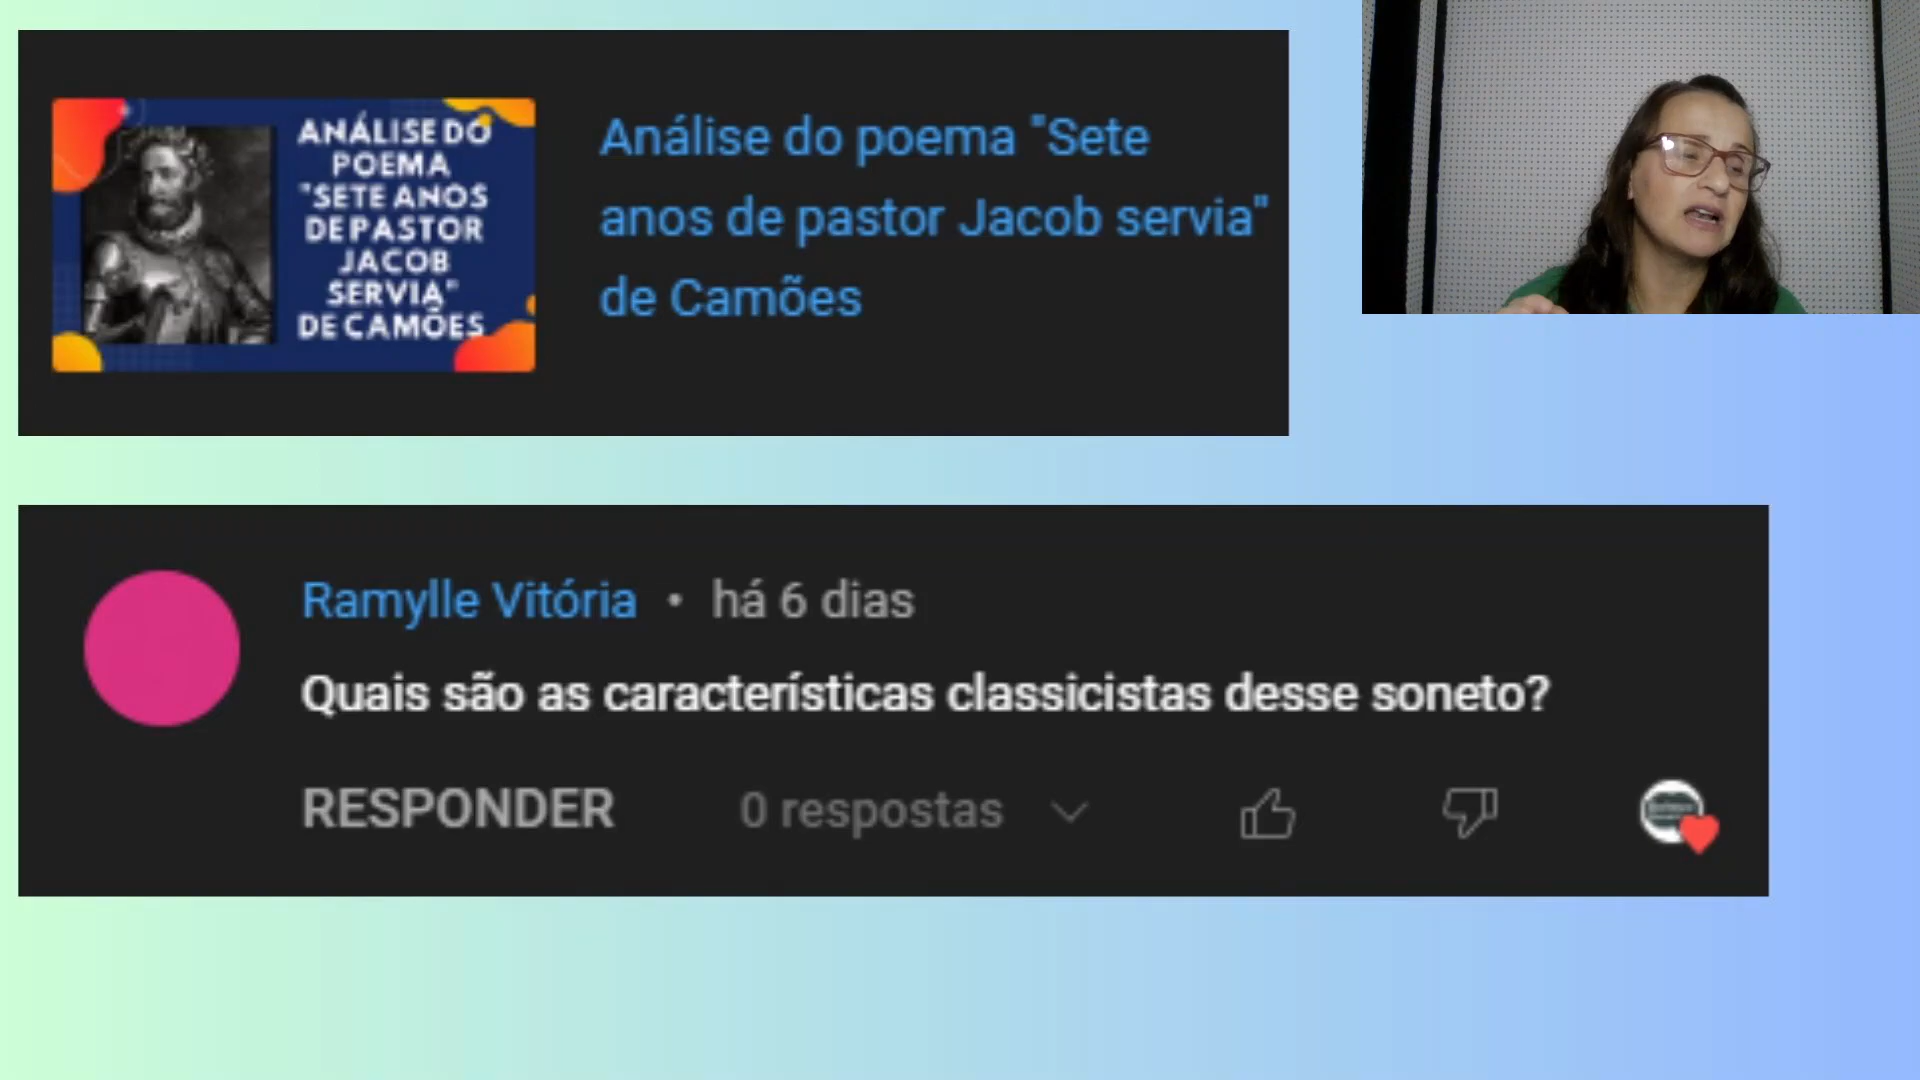 ANÁLISE DO
POEMA
"SETE ANOS
DE PASTOR
JACOB
SERVIA"
DE CAMÕES
Análise do poema "Sete
anos de pastor Jacob servia"
de Camões
Ramylle Vitória • há 6 dias
Quais são as características classicistas desse soneto?
RESPONDER 0 respostas